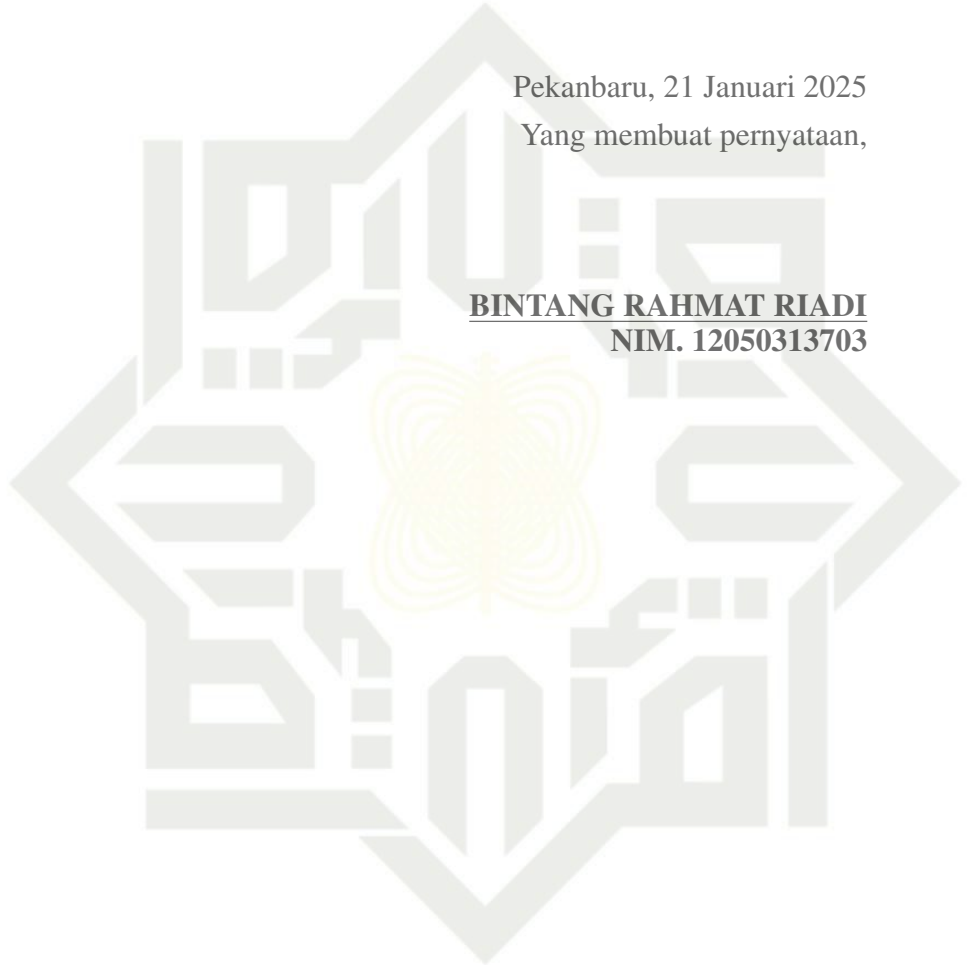 Pekanbaru, 21 Januari 2025
Yang membuat pernyataan,
BINTANG RAHMAT RIADI
NIM. 12050313703